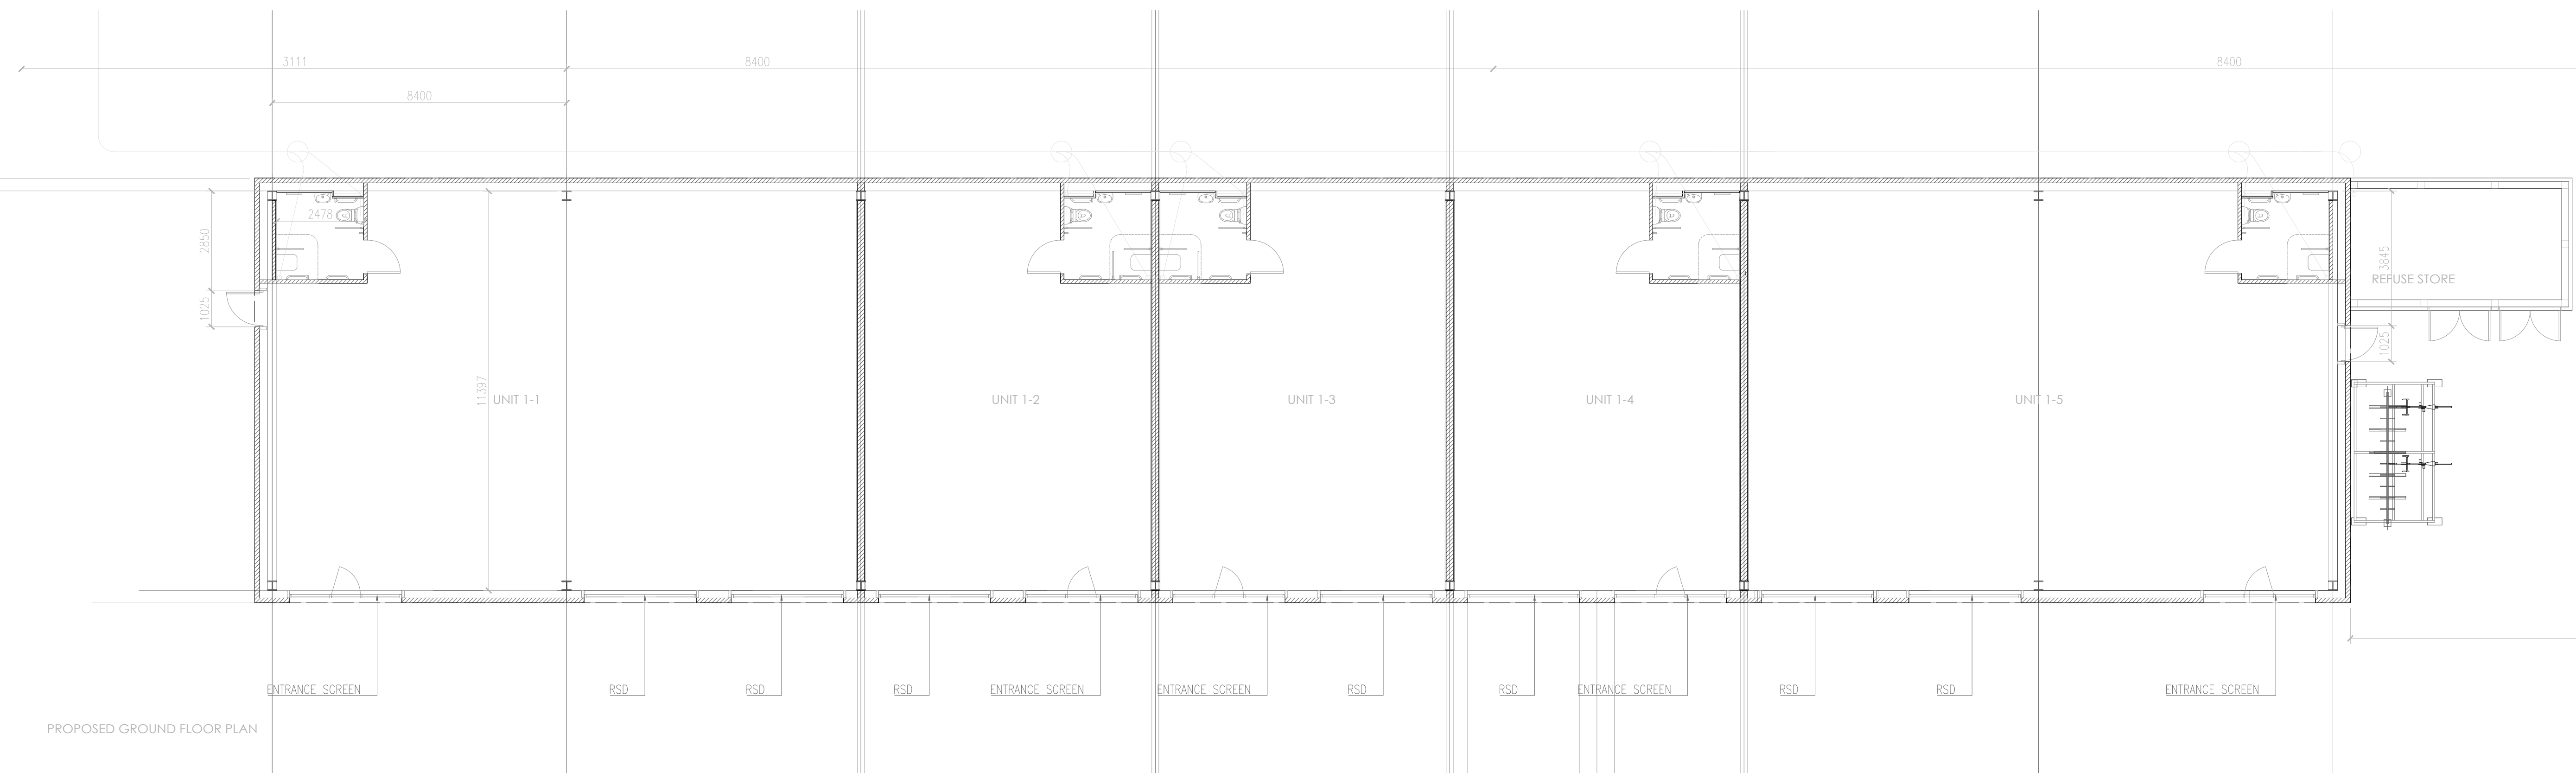 3111
8400
8400
8400
2478
2850
3845
REFUSE STORE
1025
1025
11397
UNIT 1-1
UNIT 1-2
UNIT 1-3
UNIT 1-4
UNIT 1-5
ENTRANCE SCREEN
RSD
RSD
RSD
ENTRANCE SCREEN
ENTRANCE SCREEN
RSD
RSD
ENTRANCE SCREEN
RSD
RSD
ENTRANCE SCREEN
PROPOSED GROUND FLOOR PLAN